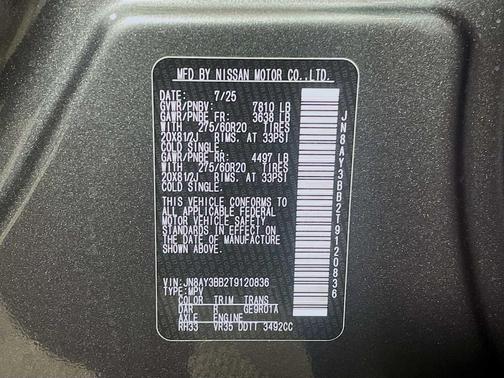 MFD BY NISSAN MOTOR CO.,LTD.
DATE: 7/25
GVWR/PNBV: 7810 LB
GAWR/PNBE FR: 3638 LB
WITH 275/60R20 TIRES
20X81/2J RIMS, AT 33PSI
COLD SINGLE.
GAWR/PNBE RR: 4497 LB
WITH 275/60R20 TIRES
20X81/2J RIMS, AT 33PSI
COLD SINGLE.
THIS VEHICLE CONFORMS TO
ALL APPLICABLE FEDERAL
MOTOR VEHICLE SAFETY
STANDARDS IN EFFECT ON
THE DATE OF MANUFACTURE
SHOWN ABOVE.
VIN: JN8AY3BB2T9120836
TYPE: MPV
COLOR TRIM TRANS
DAR R GE9R01A
AXLE ENGINE
RH33 VR35 DDTT 3492CC
JN8AY3BB2T9120836